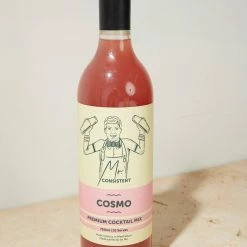 Mr
CONSISTENT
COSMO
PREMIUM COCKTAIL MIX